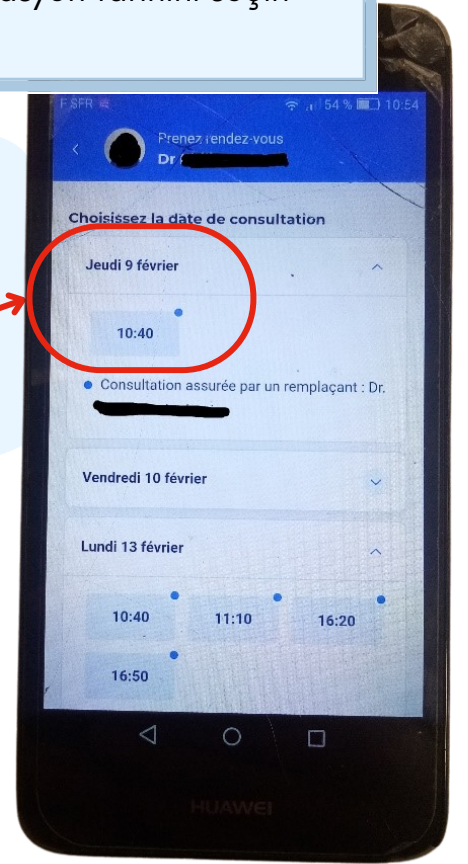 seçin
F SFR 54 % 10:54
Prenez rendez-vous
Dr
Choisissez la date de consultation
Jeudi 9 février
10:40
Consultation assurée par un remplaçant : Dr.
Vendredi 10 février
Lundi 13 février
10:40 11:10 16:20
16:50
HUAWEI